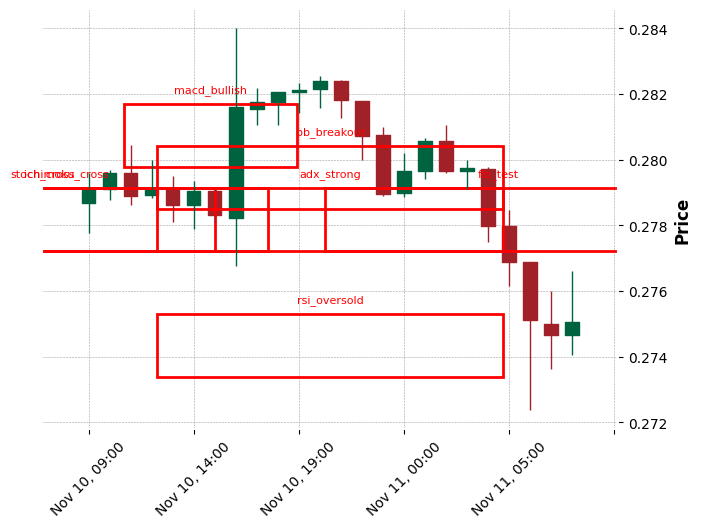 0.284
macd_bullish
0.282
bb_breakout
0.280
stoch_cross
ichimoku_cross
adx_strong
0.278
Price
0.276
rsi_oversold
0.274
0.272
Nov 10, 09:00
Nov 10, 14:00
Nov 10, 19:00
Nov 11, 00:00
Nov 11, 05:00